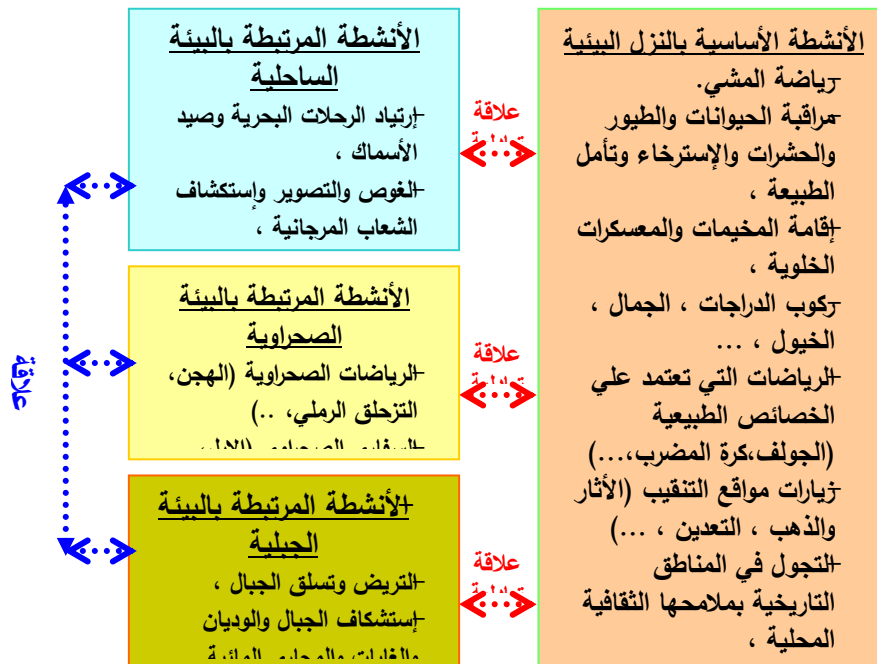 الأنشطة الأساسية بالنزل البيئية
-رياضة المشي.
-مراقبة الحيوانات والطيور
والحشرات والإسترخاء وتأمل
الطبيعة ،
-إقامة المخيمات والمعسكرات
الخلوية ،
-ركوب الدراجات ، الجمال ،
الخيول ، ...
-الرياضات التي تعتمد علي
الخصائص الطبيعية
(الجولف،كرة المضرب،...)
-زيارات مواقع التنقيب (الأثار
والذهب ، التعدين ، ...)
-التجول في المناطق
التاريخية بملامحها الثقافية
المحلية ،
علاقة
علاقة
علاقة
الأنشطة المرتبطة بالبيئة
الساحلية
-إرتياد الرحلات البحرية وصيد
الأسماك ،
-الغوص والتصوير وإستكشاف
الشعاب المرجانية ،
الأنشطة المرتبطة بالبيئة
الصحراوية
-الرياضات الصحراوية (الهجن،
التزحلق الرملي، ..)
-الأنشطة المرتبطة بالبيئة
الجبلية
-التريض وتسلق الجبال ،
-إستشكاف الجبال والوديان
علاقة